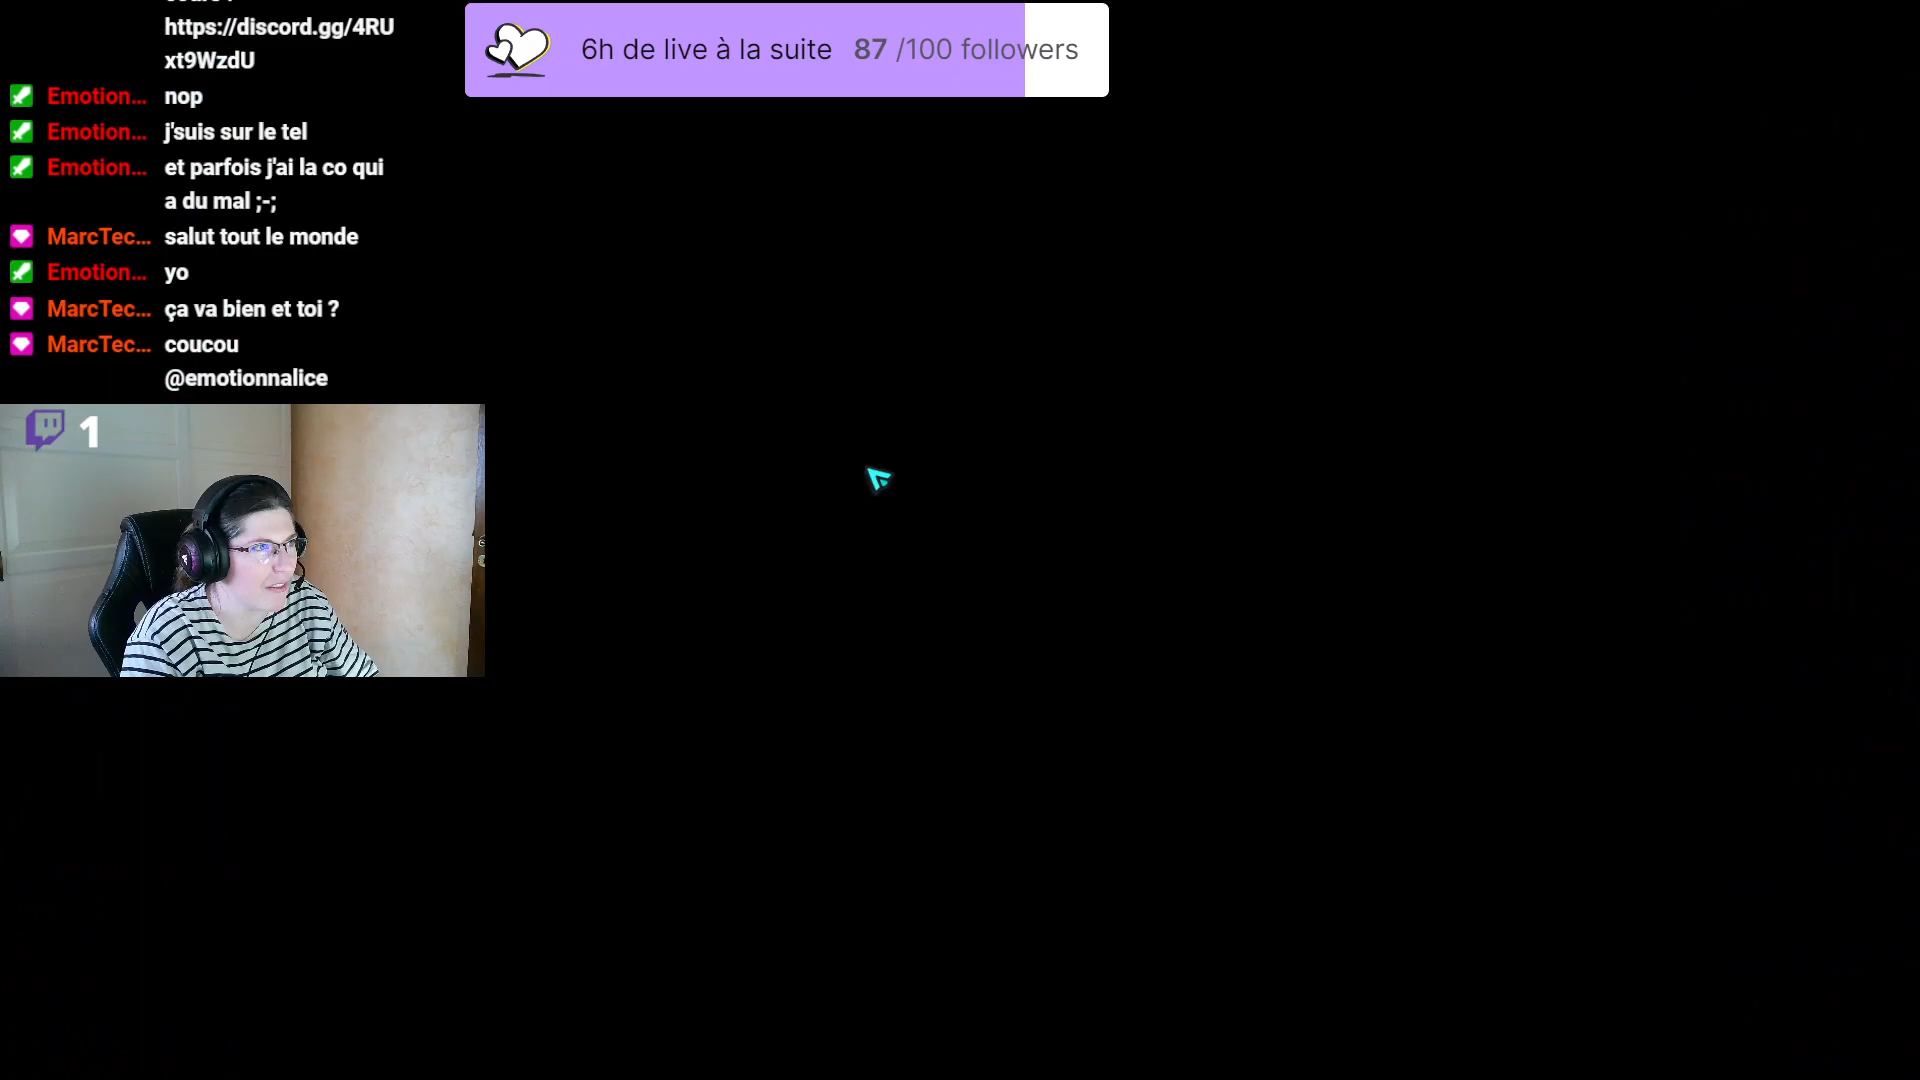 https://discord.gg/4RU
xt9WzdU
Emotion... nop
Emotion... j'suis sur le tel
Emotion... et parfois j'ai la co qui
a du mal ;-;
MarcTec... salut tout le monde
Emotion... yo
MarcTec... ça va bien et toi ?
MarcTec... coucou
@emotionnalice
6h de live à la suite 87 /100 followers
1